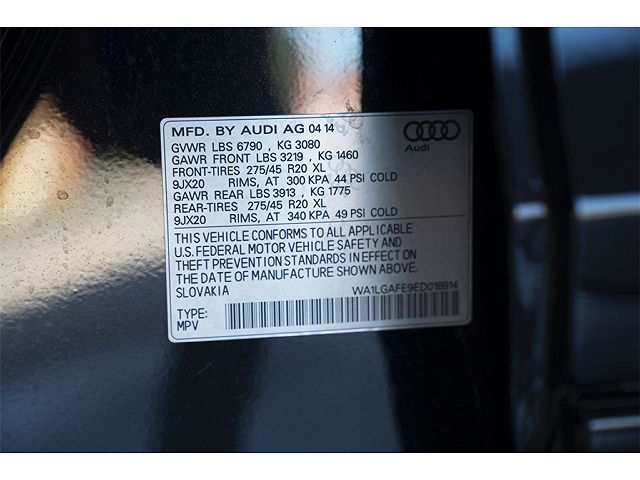 MFD. BY AUDI AG 04 14
Audi
GVWR LBS 6790 , KG 3080
GAWR FRONT LBS 3219 , KG 1460
FRONT-TIRES 275/45 R20 XL
9JX20 RIMS, AT 300 KPA 44 PSI COLD
GAWR REAR LBS 3913 , KG 1775
REAR-TIRES 275/45 R20 XL
9JX20 RIMS, AT 340 KPA 49 PSI COLD
THIS VEHICLE CONFORMS TO ALL APPLICABLE
U.S. FEDERAL MOTOR VEHICLE SAFETY AND
THEFT PREVENTION STANDARDS IN EFFECT ON
THE DATE OF MANUFACTURE SHOWN ABOVE.
SLOVAKIA WA1LGAFE9ED018914
TYPE:
MPV